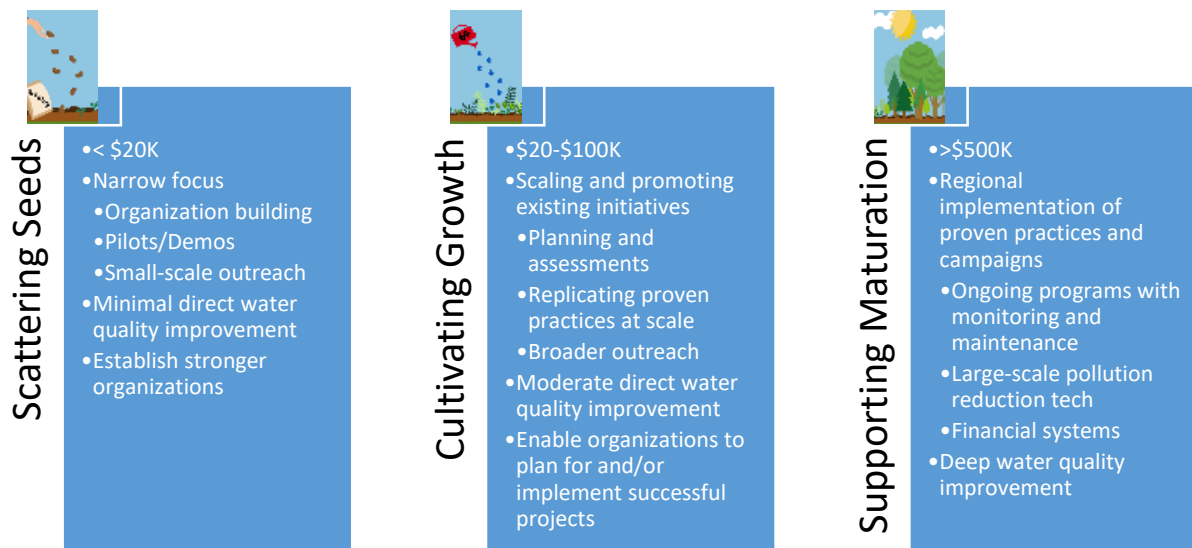 Scattering Seeds
•< $20K
•Narrow focus
•Organization building
•Pilots/Demos
•Small-scale outreach
•Minimal direct water
quality improvement
•Establish stronger
organizations
Cultivating Growth
•$20-$100K
•Scaling and promoting
existing initiatives
•Planning and
assessments
•Replicating proven
practices at scale
•Broader outreach
•Moderate direct water
quality improvement
•Enable organizations to
plan for and/or
implement successful
projects
Supporting Maturation
•>$500K
•Regional
implementation of
proven practices and
campaigns
•Ongoing programs with
monitoring and
maintenance
•Large-scale pollution
reduction tech
•Financial systems
•Deep water quality
improvement